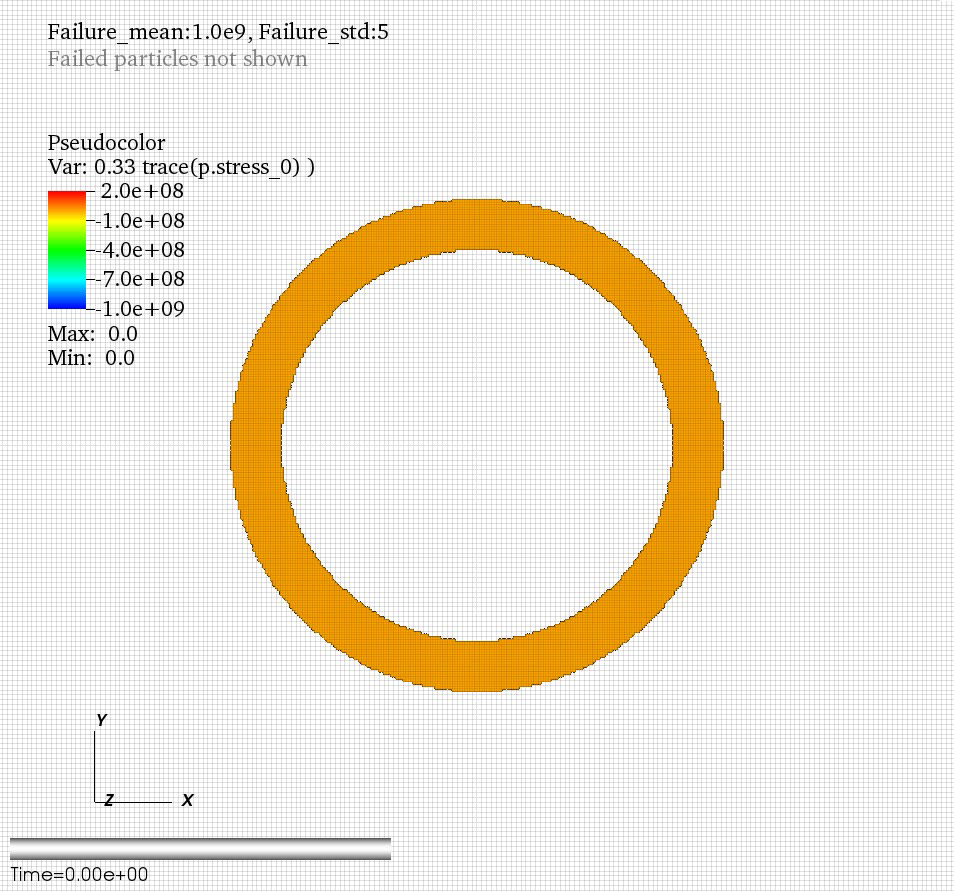 Failure_mean:1.0e9, Failure_std:5
Failed particles not shown
Pseudocolor
Var: 0.33 trace(p.stress_0) )
2.0e+08
-1.0e+08
-4.0e+08
-7.0e+08
-1.0e+09
Max: 0.0
Min: 0.0
Y
Z X
Time=0.00e+00